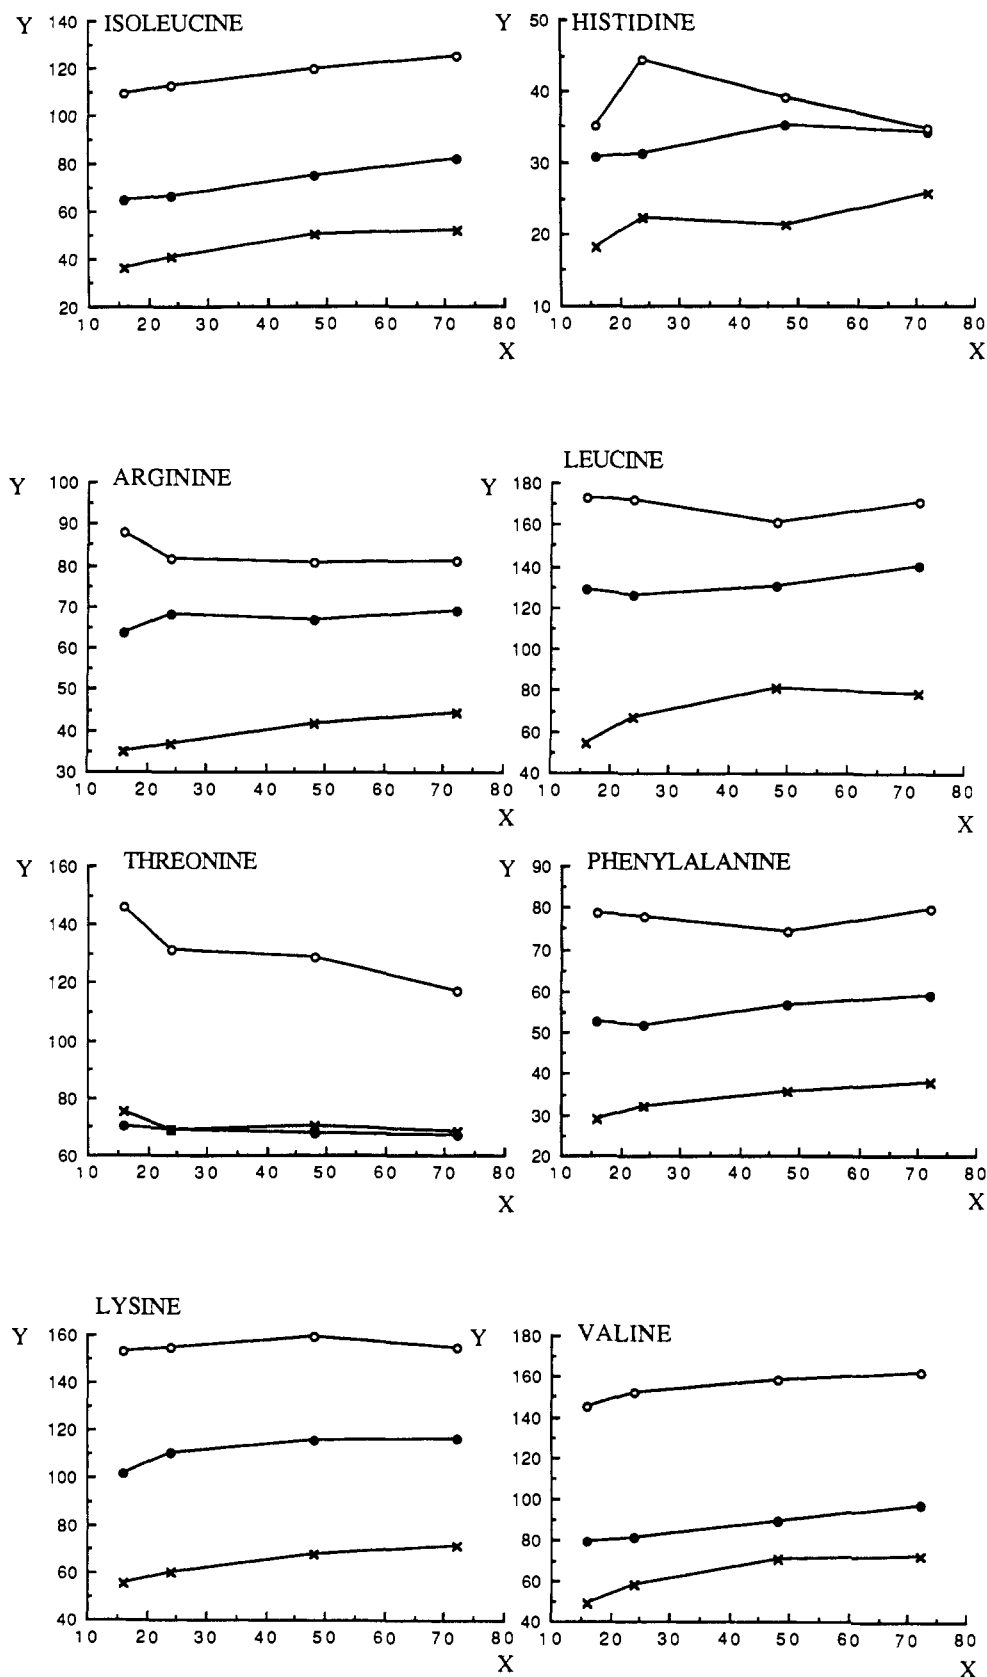 Y 140 ISOLEUCINE
120
100
80
60
40
20
10 20 30 40 50 60 70 80
X
Y 50 HISTIDINE
40
30
20
10
10 20 30 40 50 60 70 80
X
Y 100 ARGININE
90
80
70
60
50
40
30
10 20 30 40 50 60 70 80
X
LEUCINE
Y 180
160
140
120
100
80
60
40
10 20 30 40 50 60 70 80
X
Y 160 THREONINE
140
120
100
80
60
10 20 30 40 50 60 70 80
X
Y 90 PHENYLALANINE
80
70
60
50
40
30
20
10 20 30 40 50 60 70 80
X
LYSINE
Y 160
140
120
100
80
60
40
10 20 30 40 50 60 70 80
X
Y 180 VALINE
160
140
120
100
80
60
40
10 20 30 40 50 60 70 80
X